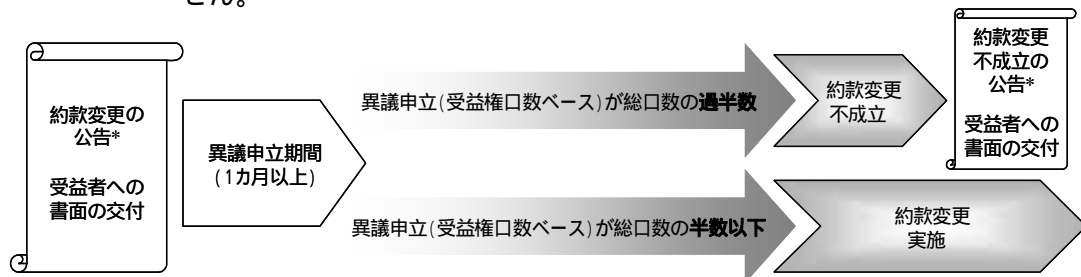 せん。
約款変更の
公告*
受益者への
書面の交付
異議申立期間
(1カ月以上)
異議申立(受益権口数ベース)が総口数の過半数
約款変更
不成立
約款変更
不成立の
公告*
受益者への
書面の交付
異議申立(受益権口数ベース)が総口数の半数以下
約款変更
実施